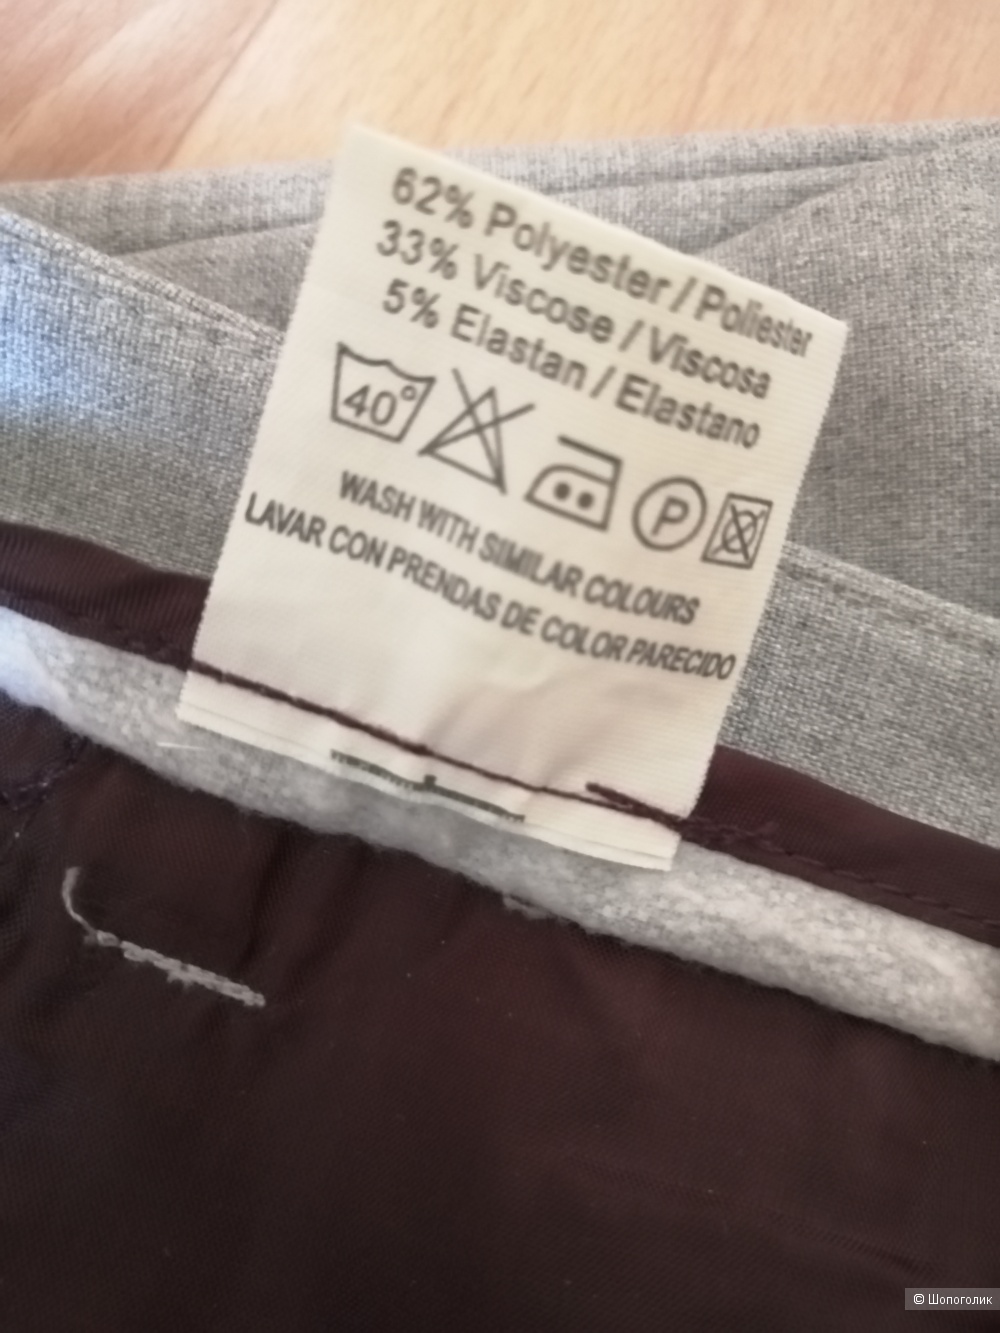 62% Polyester / Poliester
33% Viscose / Viscosa
5% Elastan / Elastano
40°
P
WASH WITH SIMILAR COLOURS
LAVAR CON PRENDAS DE COLOR PARECIDO
© Шопоголик